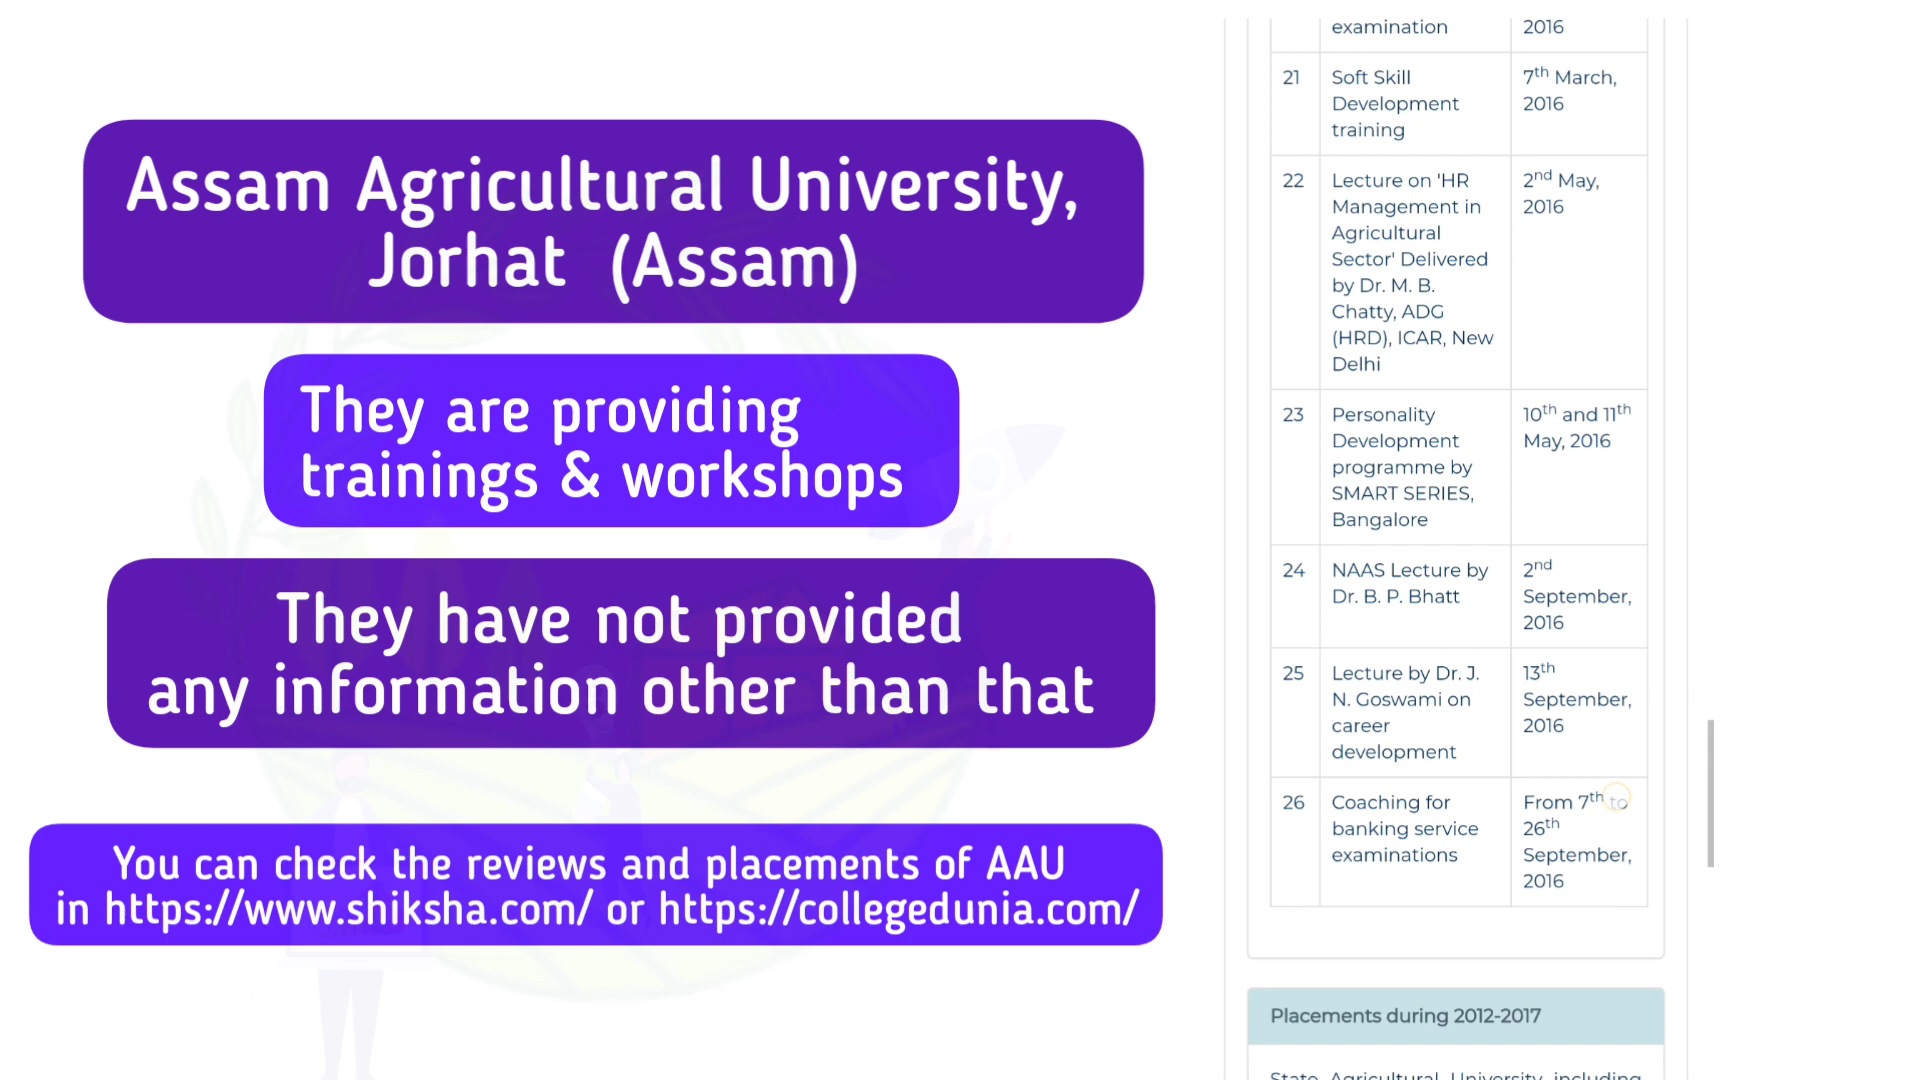 Assam Agricultural University,
Jorhat (Assam)
They are providing
trainings & workshops
They have not provided
any information other than that
You can check the reviews and placements of AAU
in https://www.shiksha.com/ or https://collegedunia.com/
examination
2016
21
Soft Skill
Development
training
7th March,
2016
22
Lecture on 'HR
Management in
Agricultural
Sector' Delivered
by Dr. M. B.
Chatty, ADG
(HRD), ICAR, New
Delhi
2nd May,
2016
23
Personality
Development
programme by
SMART SERIES,
Bangalore
10th and 11th
May, 2016
24
NAAS Lecture by
Dr. B. P. Bhatt
2nd
September,
2016
25
Lecture by Dr. J.
N. Goswami on
career
development
13th
September,
2016
26
Coaching for
banking service
examinations
From 7th to
26th
September,
2016
Placements during 2012-2017
State Agricultural University including